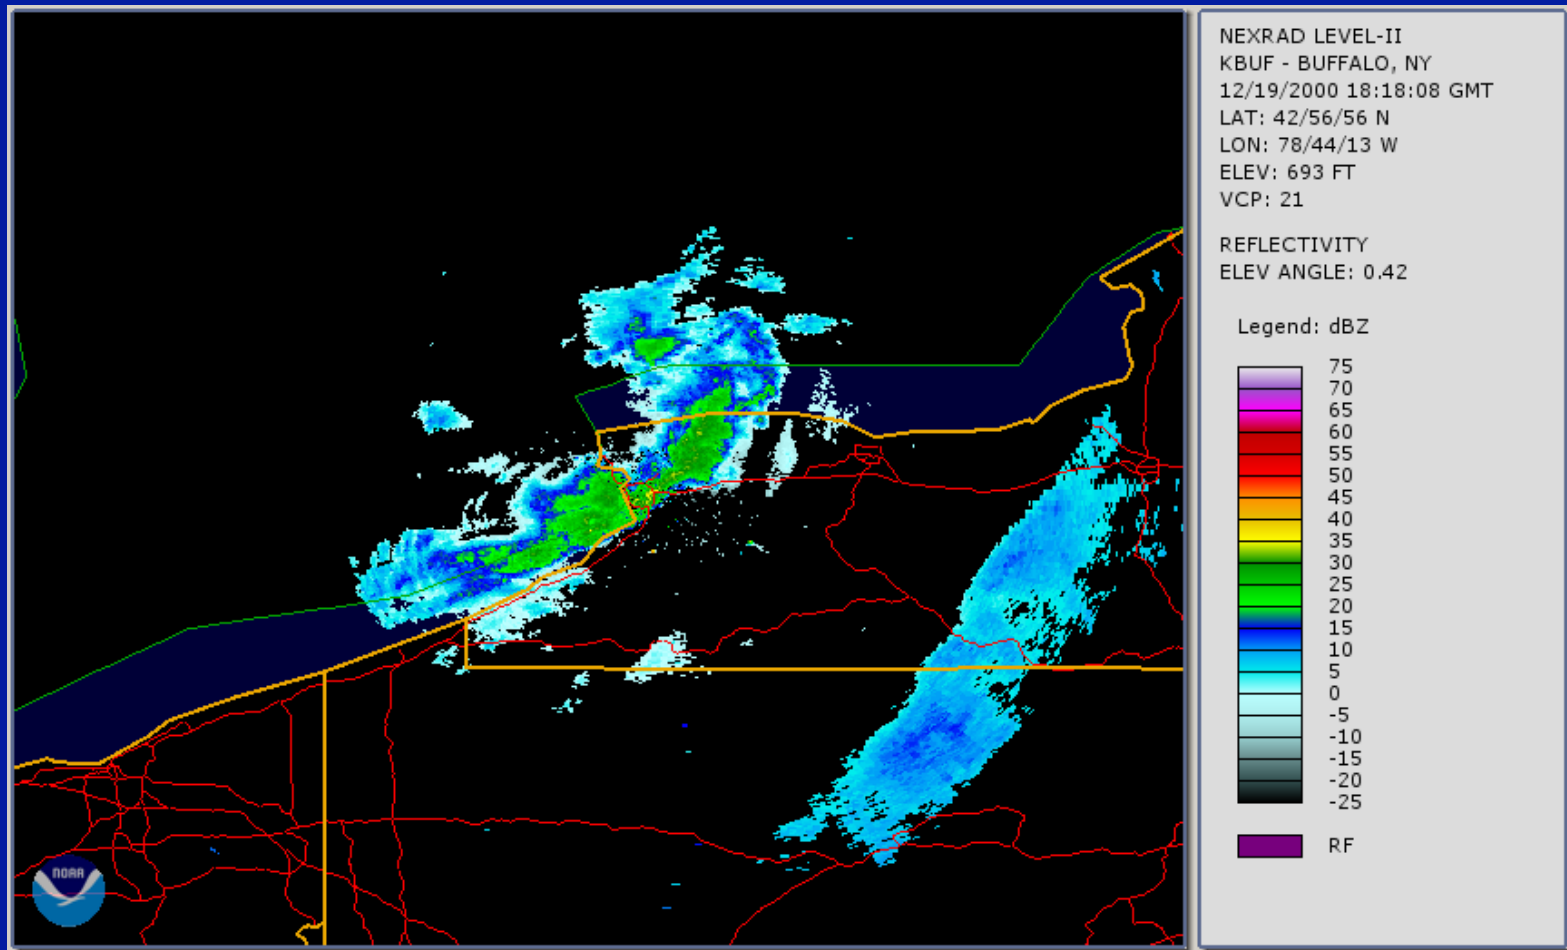 NEXRAD LEVEL-II
KBUF - BUFFALO, NY
12/19/2000 18:18:08 GMT
LAT: 42/56/56 N
LON: 78/44/13 W
ELEV: 693 FT
VCP: 21
REFLECTIVITY
ELEV ANGLE: 0.42
Legend: dBZ
75
70
65
60
55
50
45
40
35
30
25
20
15
10
5
0
-5
-10
-15
-20
-25
RF
NOAA